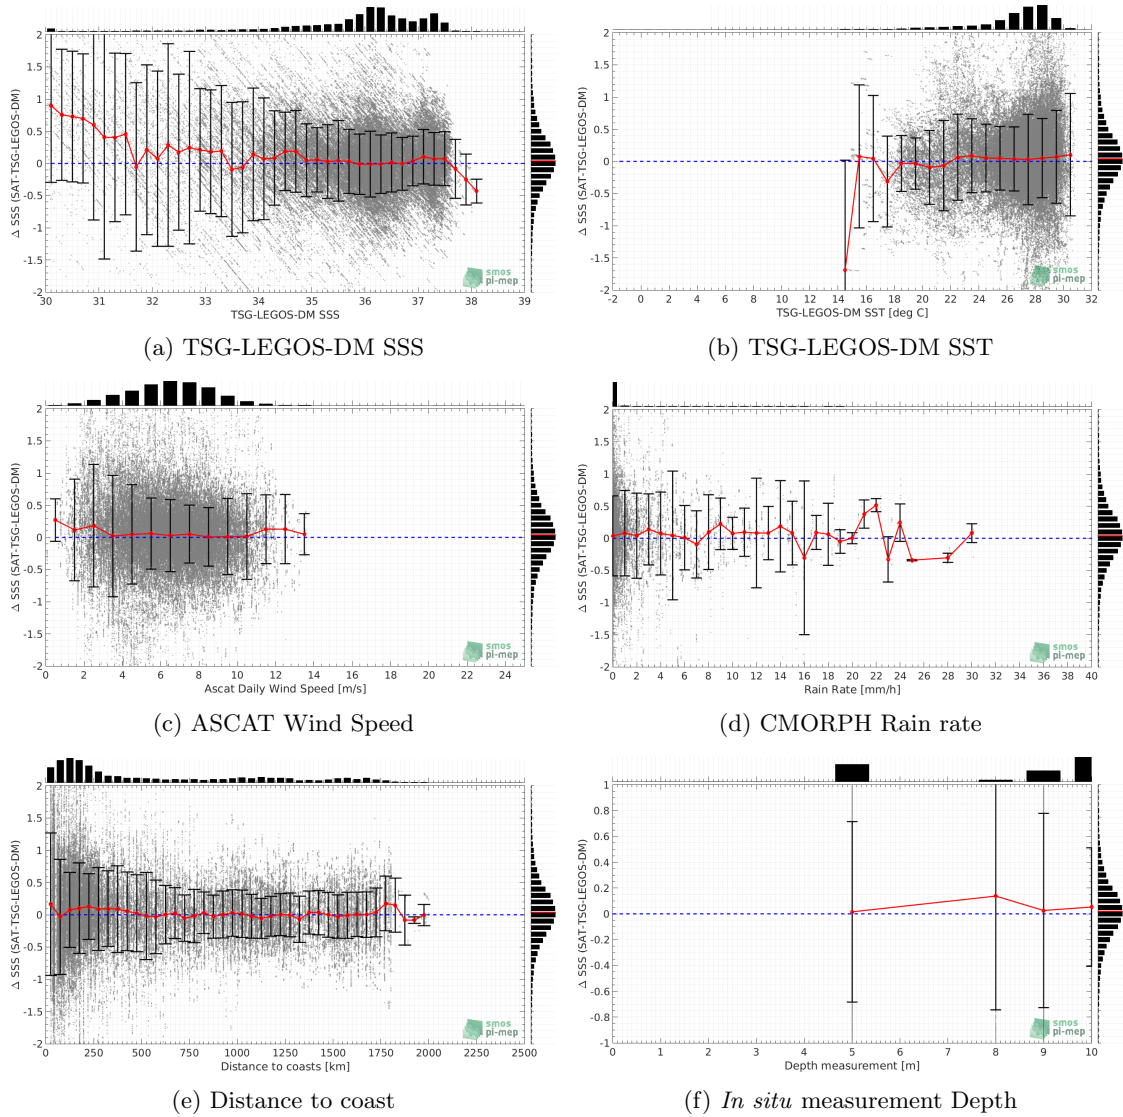 Δ SSS (SAT-TSG-LEGOS-DM)
2
1.5
1
0.5
0
-0.5
-1
-1.5
-2
smos
pi-mep
30 31 32 33 34 35 36 37 38 39
TSG-LEGOS-DM SSS
(a) TSG-LEGOS-DM SSS
Δ SSS (SAT-TSG-LEGOS-DM)
2
1.5
1
0.5
0
-0.5
-1
-1.5
-2
smos
pi-mep
-2 0 2 4 6 8 10 12 14 16 18 20 22 24 26 28 30 32
TSG-LEGOS-DM SST [deg C]
(b) TSG-LEGOS-DM SST
Δ SSS (SAT-TSG-LEGOS-DM)
2
1.5
1
0.5
0
-0.5
-1
-1.5
-2
smos
pi-mep
0 2 4 6 8 10 12 14 16 18 20 22 24
Ascat Daily Wind Speed [m/s]
(c) ASCAT Wind Speed
Δ SSS (SAT-TSG-LEGOS-DM)
2
1.5
1
0.5
0
-0.5
-1
-1.5
-2
smos
pi-mep
0 2 4 6 8 10 12 14 16 18 20 22 24 26 28 30 32 34 36 38 40
Rain Rate [mm/h]
(d) CMORPH Rain rate
Δ SSS (SAT-TSG-LEGOS-DM)
2
1.5
1
0.5
0
-0.5
-1
-1.5
-2
smos
pi-mep
0 250 500 750 1000 1250 1500 1750 2000 2250 2500
Distance to coasts [km]
(e) Distance to coast
Δ SSS (SAT-TSG-LEGOS-DM)
1
0.8
0.6
0.4
0.2
0
-0.2
-0.4
-0.6
-0.8
-1
smos
pi-mep
0 1 2 3 4 5 6 7 8 9 10
Depth measurement [m]
(f) In situ measurement Depth